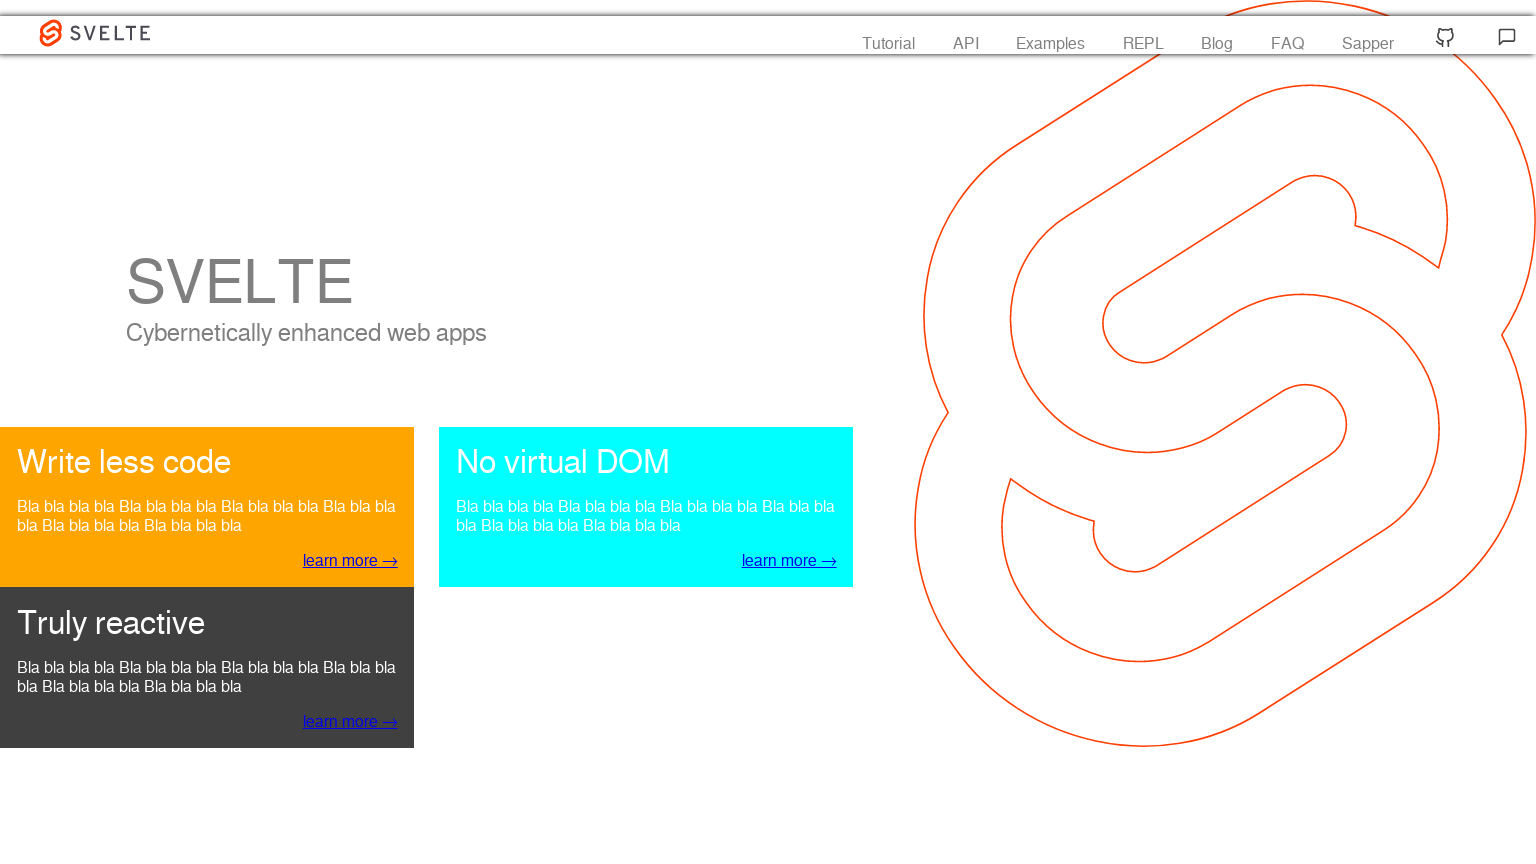 SVELTE
Tutorial API Examples REPL Blog FAQ Sapper
SVELTE
Cybernetically enhanced web apps
Write less code
Bla bla bla bla Bla bla bla bla Bla bla bla bla Bla bla bla
bla Bla bla bla bla Bla bla bla bla
learn more →
No virtual DOM
Bla bla bla bla Bla bla bla bla Bla bla bla bla Bla bla bla
bla Bla bla bla bla Bla bla bla bla
learn more →
Truly reactive
Bla bla bla bla Bla bla bla bla Bla bla bla bla Bla bla bla
bla Bla bla bla bla Bla bla bla bla
learn more →